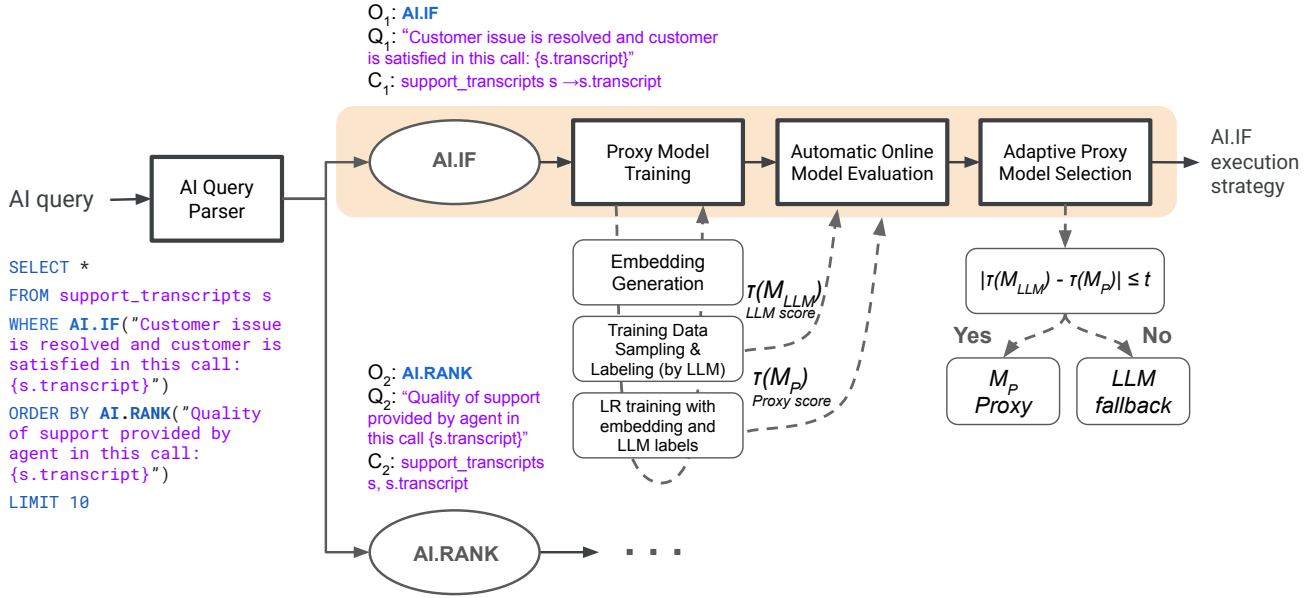 O1: AI.IF
Q1: “Customer issue is resolved and customer
is satisfied in this call: {s.transcript}”
C1: support_transcripts s →s.transcript
AI query
AI Query
Parser
AI.IF
Proxy Model
Training
Automatic Online
Model Evaluation
Adaptive Proxy
Model Selection
AI.IF
execution
strategy
SELECT *
FROM support_transcripts s
WHERE AI.IF("Customer issue
is resolved and customer is
satisfied in this call:
{s.transcript}")
ORDER BY AI.RANK("Quality
of support provided by
agent in this call:
{s.transcript}")
LIMIT 10
Embedding
Generation
Training Data
Sampling &
Labeling (by LLM)
LR training with
embedding and
LLM labels
τ(MLLM)
LLM score
τ(MP)
Proxy score
|τ(MLLM) - τ(MP)| ≤ t
Yes
No
MP
Proxy
LLM
fallback
O2: AI.RANK
Q2: “Quality of support
provided by agent in
this call {s.transcript}”
C2: support_transcripts
s, s.transcript
AI.RANK
. . .